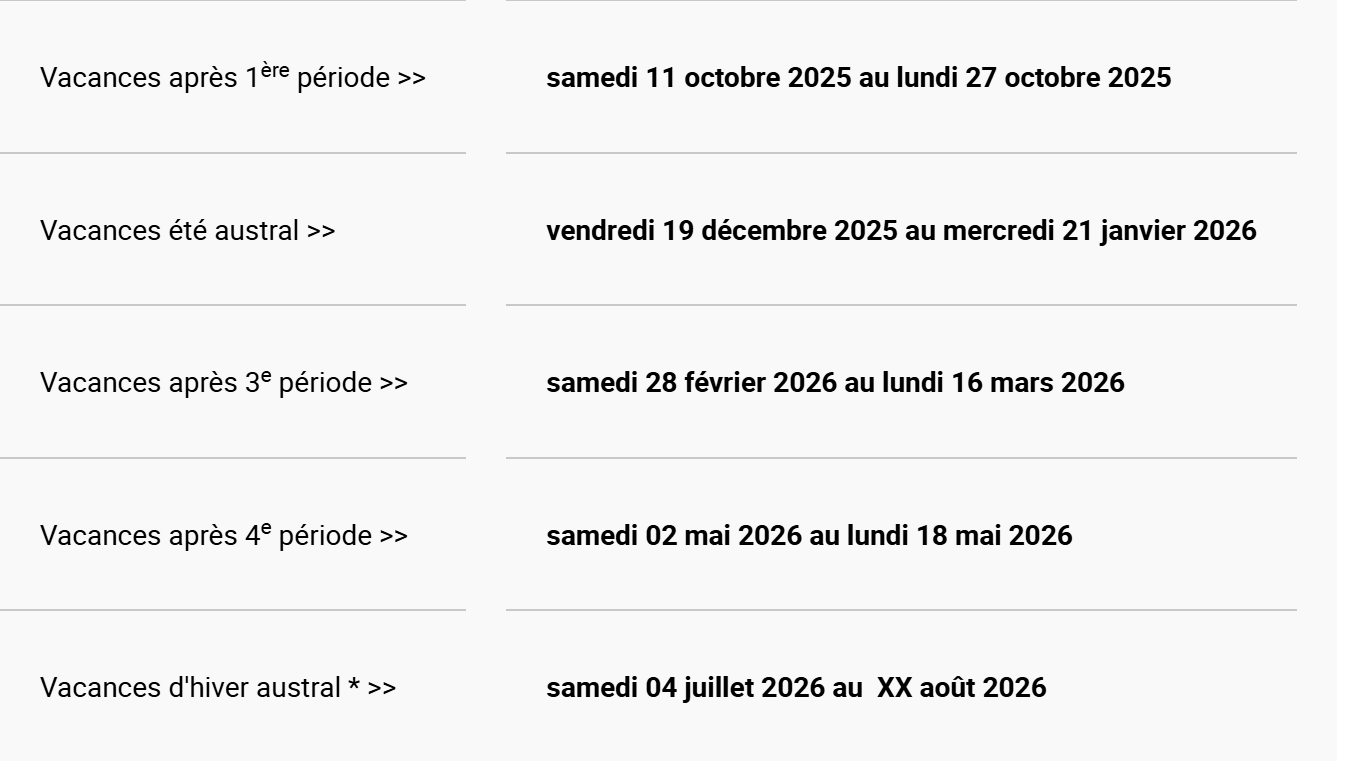 Vacances après 1ère période >> samedi 11 octobre 2025 au lundi 27 octobre 2025
Vacances été austral >> vendredi 19 décembre 2025 au mercredi 21 janvier 2026
Vacances après 3e période >> samedi 28 février 2026 au lundi 16 mars 2026
Vacances après 4e période >> samedi 02 mai 2026 au lundi 18 mai 2026
Vacances d'hiver austral * >> samedi 04 juillet 2026 au  XX août 2026